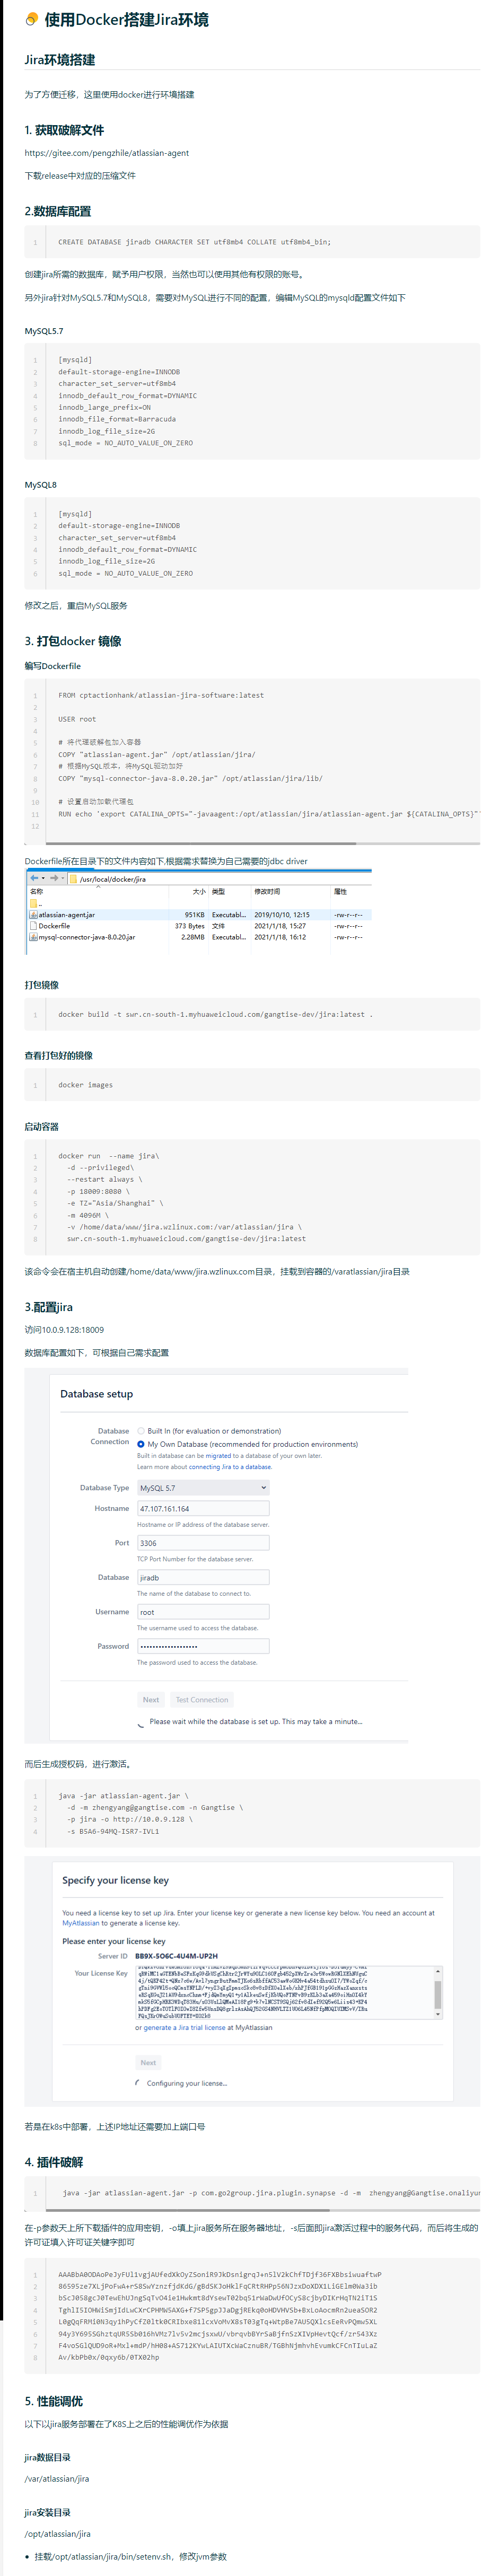 使用Docker搭建Jira环境
Jira环境搭建
为了方便迁移，这里使用docker进行环境搭建
1. 获取破解文件
https://gitee.com/pengzhile/atlassian-agent
下载release中对应的压缩文件
2.数据库配置
1 CREATE DATABASE jiradb CHARACTER SET utf8mb4 COLLATE utf8mb4_bin;
创建jira所需的数据库，赋予用户权限，当然也可以使用其他有权限的账号。
另外jira针对MySQL5.7和MySQL8，需要对MySQL进行不同的配置，编辑MySQL的mysqld配置文件如下
MySQL5.7
1 [mysqld]
2 default-storage-engine=INNODB
3 character_set_server=utf8mb4
4 innodb_default_row_format=DYNAMIC
5 innodb_large_prefix=ON
6 innodb_file_format=Barracuda
7 innodb_log_file_size=2G
8 sql_mode = NO_AUTO_VALUE_ON_ZERO
MySQL8
1 [mysqld]
2 default-storage-engine=INNODB
3 character_set_server=utf8mb4
4 innodb_default_row_format=DYNAMIC
5 innodb_log_file_size=2G
6 sql_mode = NO_AUTO_VALUE_ON_ZERO
修改之后，重启MySQL服务
3. 打包docker 镜像
编写Dockerfile
1 FROM cptactionhank/atlassian-jira-software:latest
2
3 USER root
4
5 # 将代理破解包加入容器
6 COPY "atlassian-agent.jar" /opt/atlassian/jira/
7 # 根据MySQL版本，将MySQL驱动加好
8 COPY "mysql-connector-java-8.0.20.jar" /opt/atlassian/jira/lib/
9
10 # 设置启动加载代理包
11 RUN echo 'export CATALINA_OPTS="-javaagent:/opt/atlassian/jira/atlassian-agent.jar ${CATALINA_OPTS}"'
12
Dockerfile所在目录下的文件内容如下,根据需求替换为自己需要的jdbc driver
/usr/local/docker/jira
名称 大小 类型 修改时间 属性
..
atlassian-agent.jar 951KB Executabl... 2019/10/10, 12:15 -rw-r--r--
Dockerfile 373 Bytes 文件 2021/1/18, 15:27 -rw-r--r--
mysql-connector-java-8.0.20.jar 2.28MB Executabl... 2021/1/18, 16:12 -rw-r--r--
打包镜像
1 docker build -t swr.cn-south-1.myhuaweicloud.com/gangtise-dev/jira:latest .
查看打包好的镜像
1 docker images
启动容器
1 docker run --name jira\
2 -d --privileged\
3 --restart always \
4 -p 18009:8080 \
5 -e TZ="Asia/Shanghai" \
6 -m 4096M \
7 -v /home/data/www/jira.wzlinux.com:/var/atlassian/jira \
8 swr.cn-south-1.myhuaweicloud.com/gangtise-dev/jira:latest
该命令会在宿主机自动创建/home/data/www/jira.wzlinux.com目录，挂载到容器的/varatlassian/jira目录
3.配置jira
访问10.0.9.128:18009
数据库配置如下，可根据自己需求配置
Database setup
Database Connection Built In (for evaluation or demonstration)
My Own Database (recommended for production environments)
Built in database can be migrated to a database of your own later.
Learn more about connecting Jira to a database.
Database Type MySQL 5.7
Hostname 47.107.161.164
Hostname or IP address of the database server.
Port 3306
TCP Port Number for the database server.
Database jiradb
The name of the database to connect to.
Username root
The username used to access the database.
Password
The password used to access the database.
Next Test Connection
Please wait while the database is set up. This may take a minute...
而后生成授权码，进行激活。
1 java -jar atlassian-agent.jar \
2 -d -m zhengyang@gangtise.com -n Gangtise \
3 -p jira -o http://10.0.9.128 \
4 -s B5A6-94MQ-ISR7-IVL1
Specify your license key
You need a license key to set up Jira. Enter your license key or generate a new license key below. You need an account at
MyAtlassian to generate a license key.
Please enter your license key
Server ID BB9X-5O6C-4U4M-UP2H
Your License Key
or generate a Jira trial license at MyAtlassian
Next
Configuring your license...
若是在k8s中部署，上述IP地址还需要加上端口号
4. 插件破解
1 java -jar atlassian-agent.jar -p com.go2group.jira.plugin.synapse -d -m zhengyang@Gangtise.onaliyun
在-p参数天上所下载插件的应用密钥，-o填上jira服务所在服务器地址，-s后面即jira激活过程中的服务代码，而后将生成的
许可证填入许可证关键字即可
5. 性能调优
以下以jira服务部署在了K8S上之后的性能调优作为依据
jira数据目录
/var/atlassian/jira
jira安装目录
/opt/atlassian/jira
挂载/opt/atlassian/jira/bin/setenv.sh，修改jvm参数